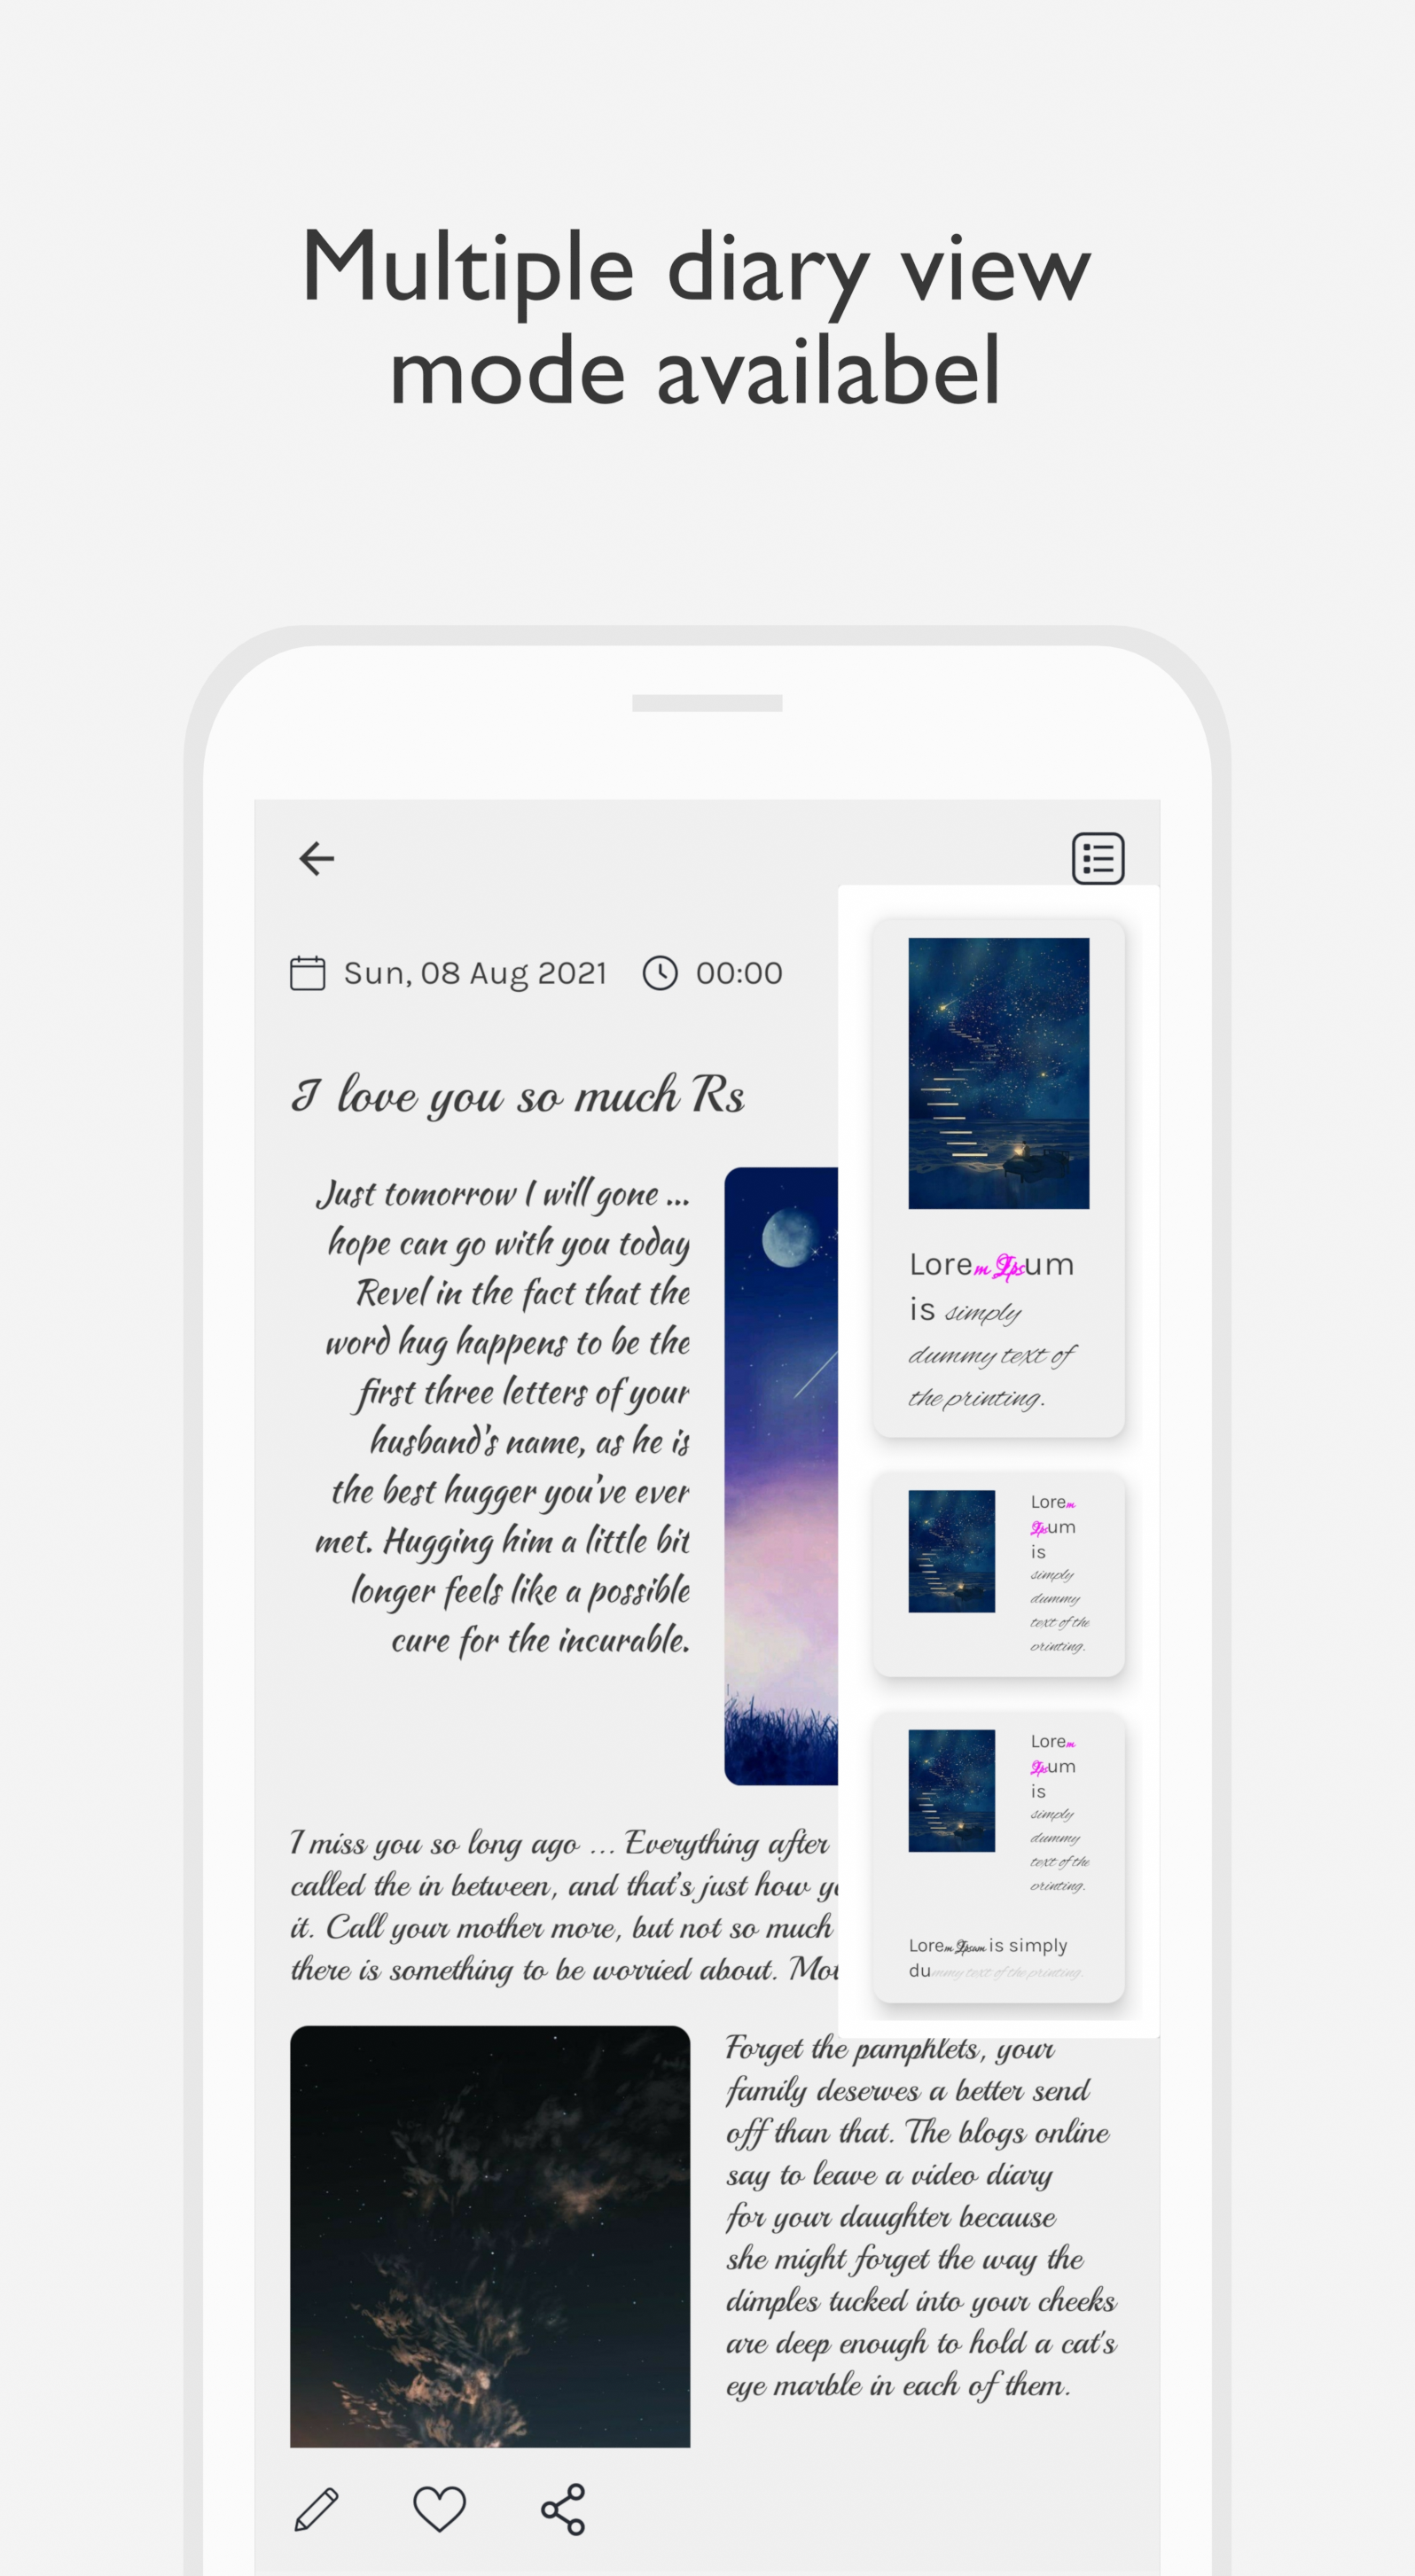 Multiple diary view
mode availabel
Sun, 08 Aug 2021
00:00
I love you so much Rs
Just tomorrow I will gone ...
hope can go with you today
Revel in the fact that the
word hug happens to be the
first three letters of your
husband's name, as he is
the best hugger you've ever
met. Hugging him a little bit
longer feels like a possible
cure for the incurable.
I miss you so long ago ... Everything after
called the in between, and that's just how
it. Call your mother more, but not so much
there is something to be worried about.
Forget the pamphlets, your
family deserves a better send
off than that. The blogs online
say to leave a video diary
for your daughter because
she might forget the way the
dimples tucked into your cheeks
are deep enough to hold a cat's
eye marble in each of them.
Lorem Ipsum
is simply
dummy text of
the printing.
Lorem
Ipsum
is
simply
dummy
text of the
printing.
Lorem
Ipsum
is
simply
dummy
text of the
printing.
Lorem Ipsum is simply
dummy text of the printing.